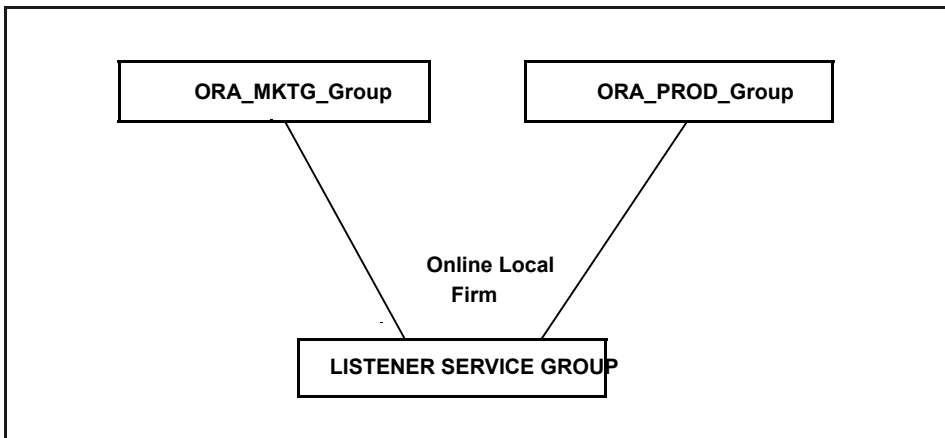 ORA_MKTG_Group
ORA_PROD_Group
Online Local
Firm
LISTENER SERVICE GROUP